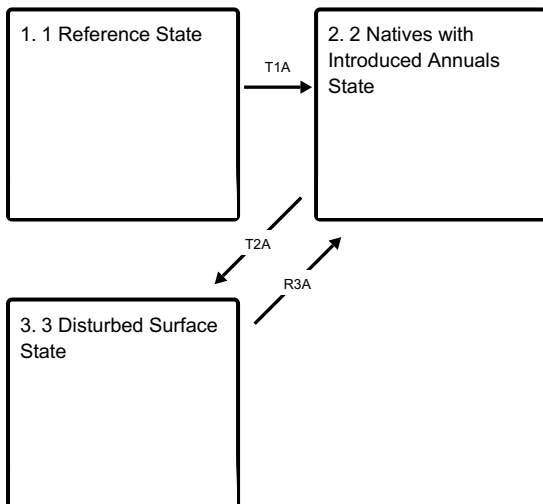 1. 1 Reference State
2. 2 Natives with
Introduced Annuals
State
T1A
T2A
R3A
3. 3 Disturbed Surface
State